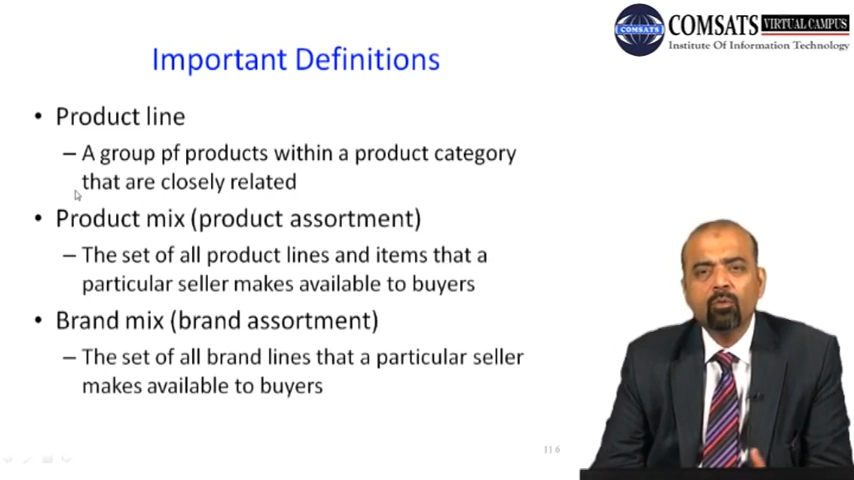 COMSATS VIRTUAL CAMPUS
COMSATS
Institute Of Information Technology
Important Definitions
• Product line
– A group pf products within a product category
that are closely related
• Product mix (product assortment)
– The set of all product lines and items that a
particular seller makes available to buyers
• Brand mix (brand assortment)
– The set of all brand lines that a particular seller
makes available to buyers
116